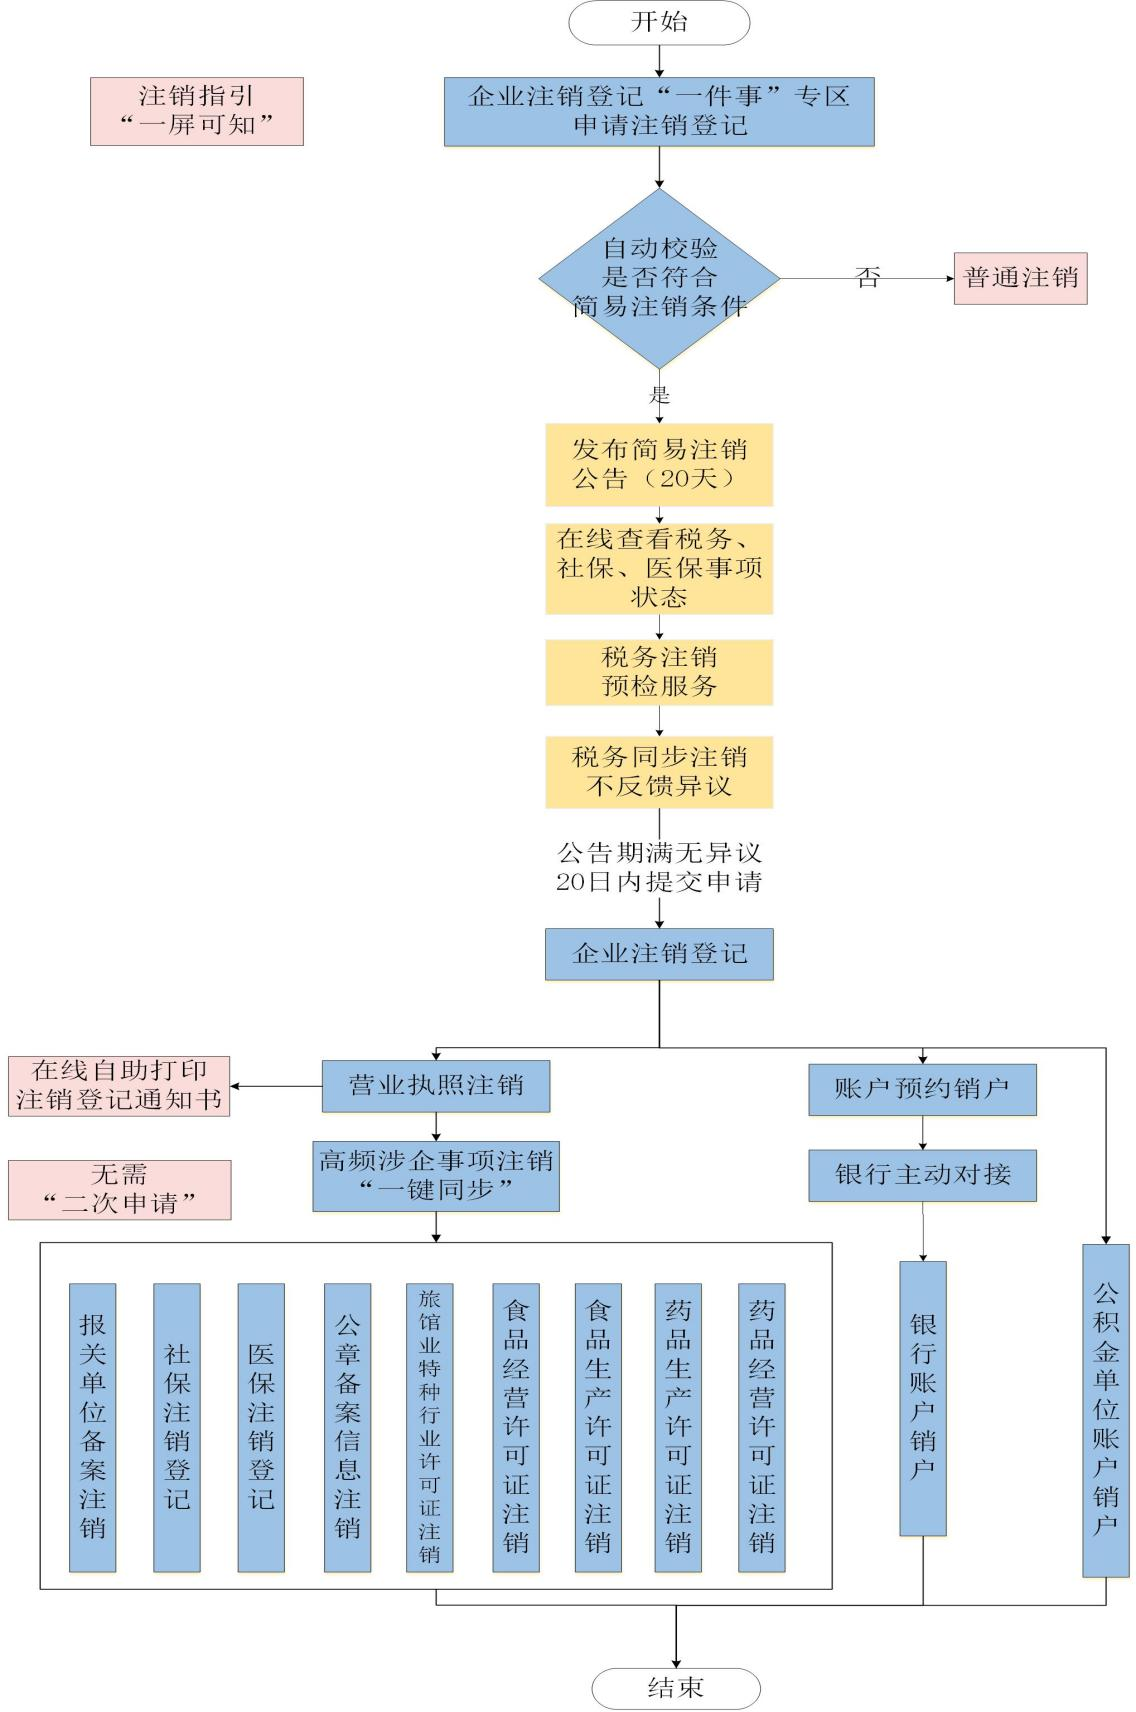 开始
注销指引
“一屏可知”
企业注销登记“一件事”专区
申请注销登记
自动校验
是否符合
简易注销条件
否
普通注销
是
发布简易注销
公告（20天）
在线查看税务、
社保、医保事项
状态
税务注销
预检服务
税务同步注销
不反馈异议
公告期满无异议
20日内提交申请
企业注销登记
在线自助打印
注销登记通知书
营业执照注销
账户预约销户
无需
“二次申请”
高频涉企事项注销
“一键同步”
银行主动对接
报关单位备案注销
社保注销登记
医保注销登记
公章备案信息注销
旅馆业特种行业许可证注销
食品经营许可证注销
食品生产许可证注销
药品生产许可证注销
药品经营许可证注销
银行账户销户
公积金单位账户销户
结束